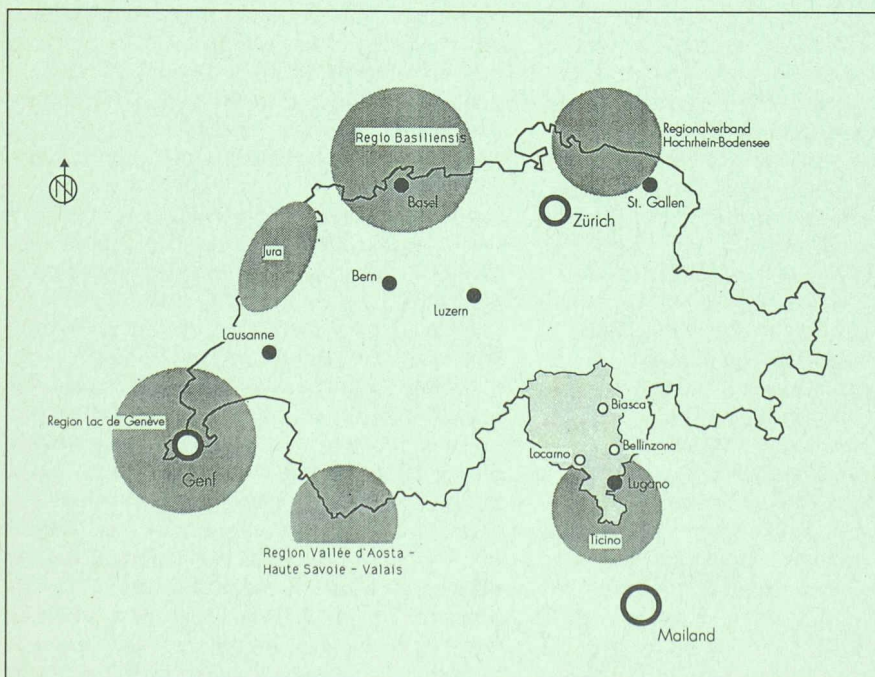 Regio Basiliensis
Regionalverband
Hochrhein-Bodensee
N
Basel
St. Gallen
Zürich
Jura
Bern
Luzern
Lausanne
Region Lac de Genève
Genf
Biasca
Bellinzona
Locarno
Lugano
Ticino
Region Vallée d'Aosta -
Haute Savoie - Valais
Mailand